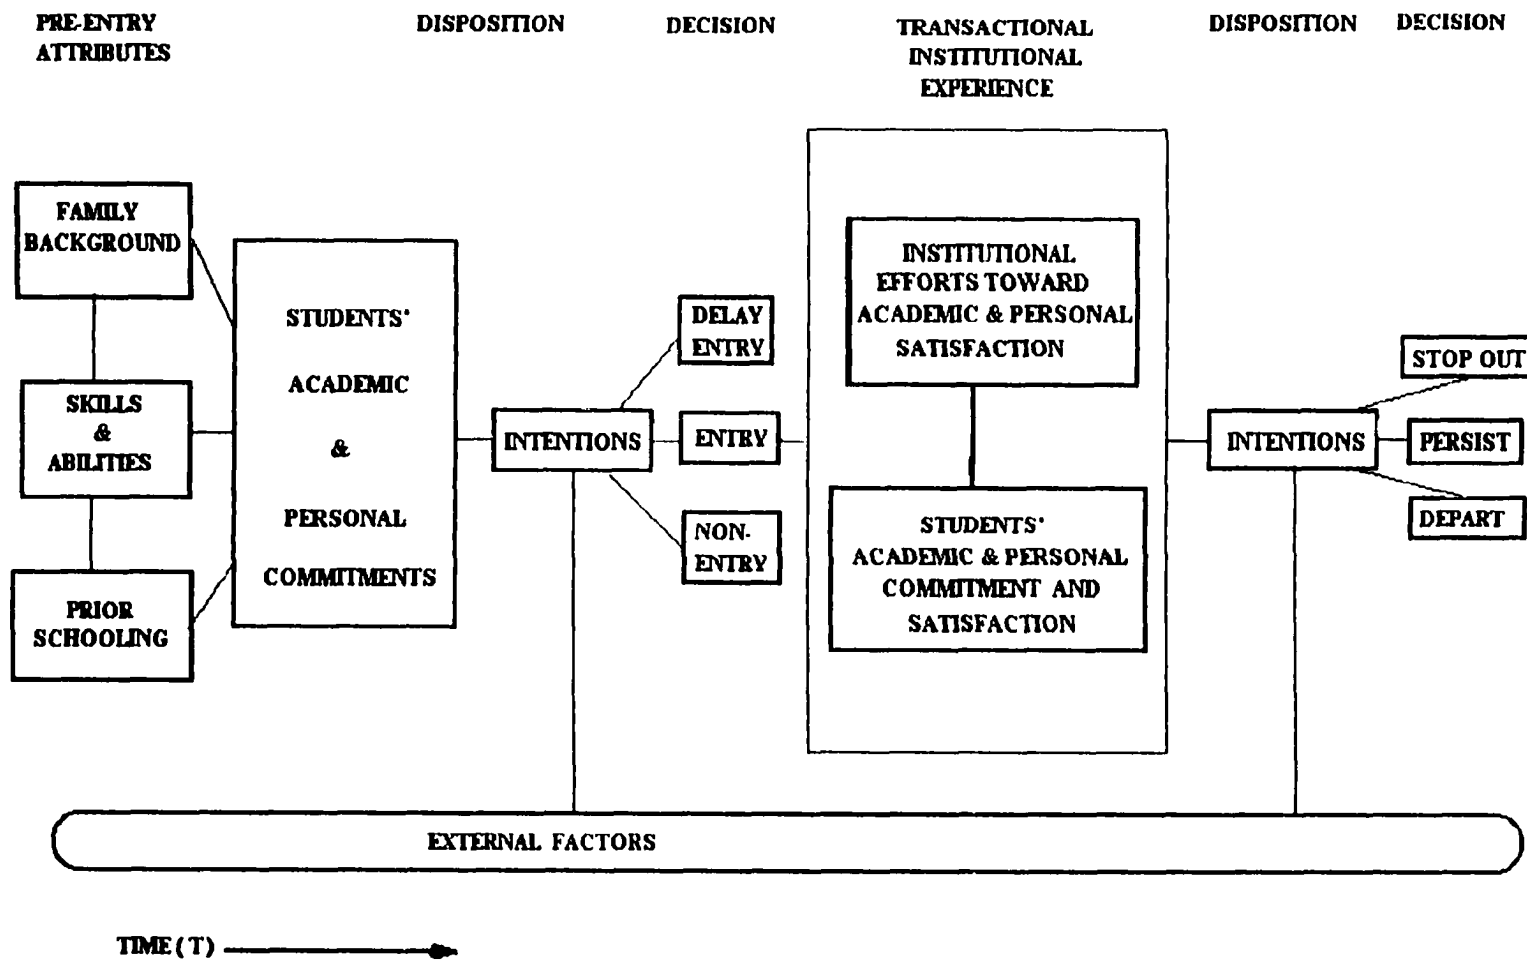 PRE-ENTRY
ATTRIBUTES
DISPOSITION
DECISION
TRANSACTIONAL
INSTITUTIONAL
EXPERIENCE
DISPOSITION
DECISION
FAMILY
BACKGROUND
SKILLS
&
ABILITIES
PRIOR
SCHOOLING
STUDENTS'
ACADEMIC
&
PERSONAL
COMMITMENTS
INTENTIONS
DELAY
ENTRY
ENTRY
NON-
ENTRY
INSTITUTIONAL
EFFORTS TOWARD
ACADEMIC & PERSONAL
SATISFACTION
STUDENTS'
ACADEMIC & PERSONAL
COMMITMENT AND
SATISFACTION
INTENTIONS
STOP OUT
PERSIST
DEPART
EXTERNAL FACTORS
TIME ( T )